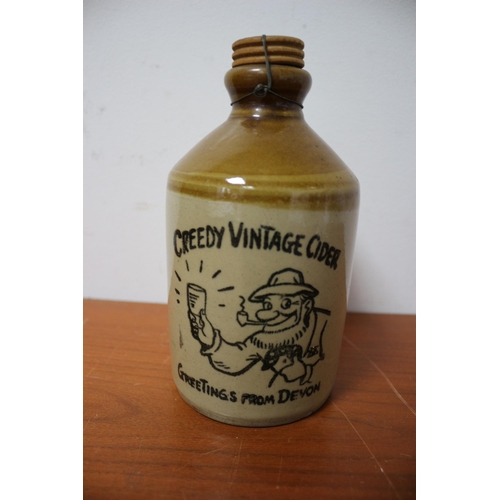 CREEDY VINTAGE CIDER
GREETINGS FROM DEVON